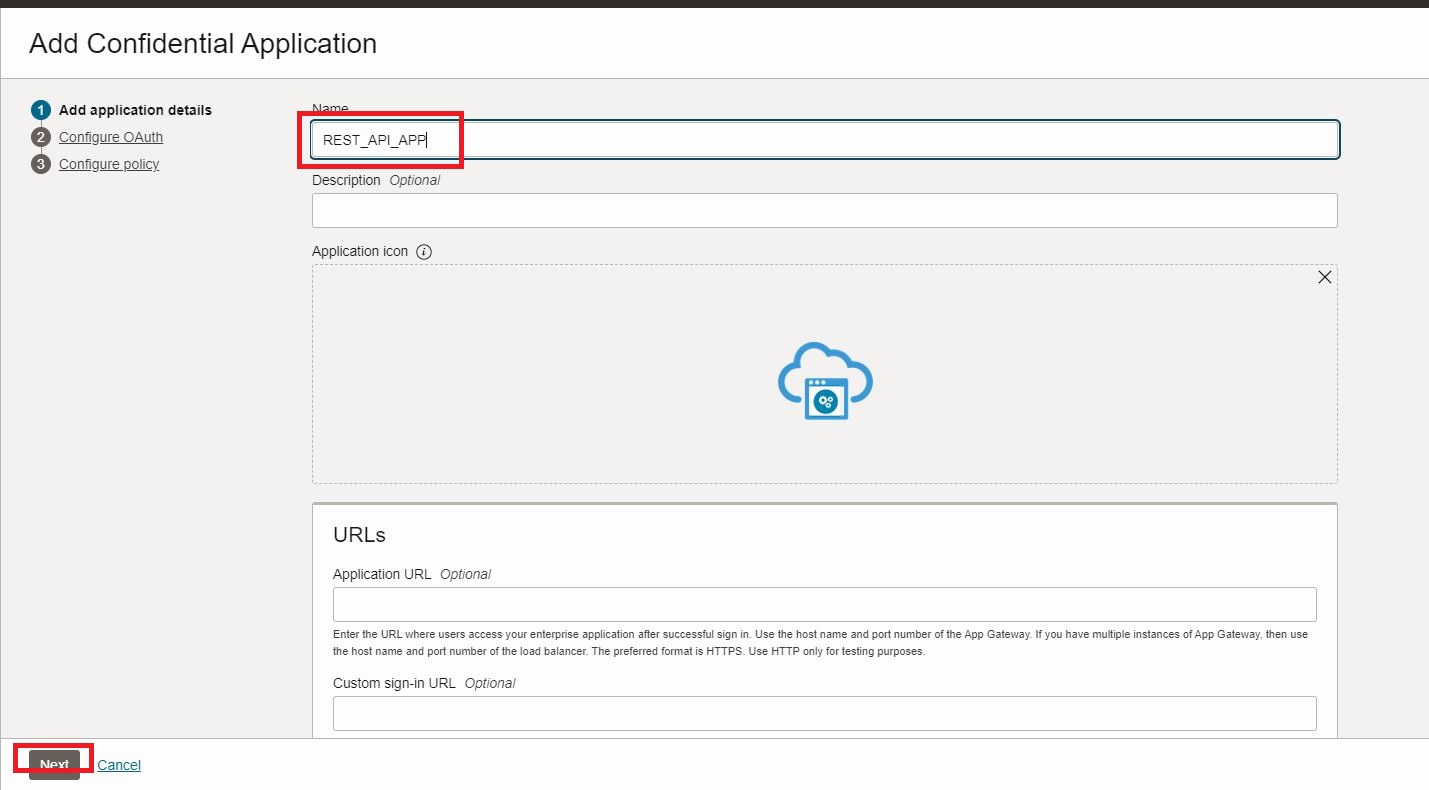 Add Confidential Application
1 Add application details
2 Configure OAuth
3 Configure policy
Name
REST_API_APP
Description Optional
Application icon i
URLs
Application URL Optional
Enter the URL where users access your enterprise application after successful sign in. Use the host name and port number of the App Gateway. If you have multiple instances of App Gateway, then use
the host name and port number of the load balancer. The preferred format is HTTPS. Use HTTP only for testing purposes.
Custom sign-in URL Optional
Next Cancel